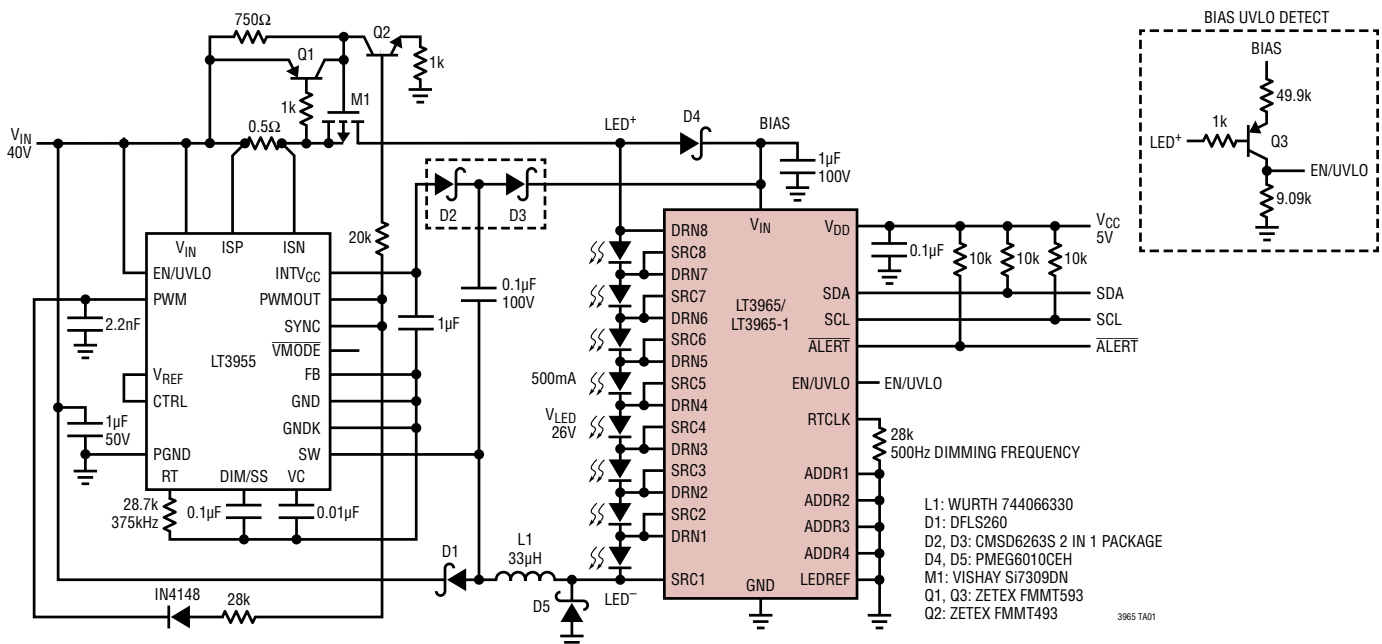 750Ω
Q1
Q2
1k
1k
M1
0.5Ω
VIN
40V
LED+
D4
BIAS
1µF
100V
D2
D3
20k
VIN
ISP
ISN
EN/UVLO
PWM
VREF
CTRL
PGND
RT
DIM/SS
VC
INTVCC
PWMOUT
SYNC
VMODE
FB
GND
GNDK
SW
LT3955
2.2nF
1µF
50V
28.7k
375kHz
0.1µF
0.01µF
1µF
0.1µF
100V
500mA
VLED
26V
D1
L1
33µH
D5
LED−
IN4148
28k
DRN8
SRC8
DRN7
SRC7
DRN6
SRC6
DRN5
SRC5
DRN4
SRC4
DRN3
SRC3
DRN2
SRC2
DRN1
SRC1
VIN
VDD
LT3965/
LT3965-1
SDA
SCL
ALERT
EN/UVLO
RTCLK
ADDR1
ADDR2
ADDR3
ADDR4
LEDREF
GND
0.1µF
10k
10k
10k
VCC
5V
SDA
SCL
ALERT
EN/UVLO
28k
500Hz DIMMING FREQUENCY
BIAS UVLO DETECT
BIAS
49.9k
1k
LED+
Q3
EN/UVLO
9.09k
L1: WURTH 744066330
D1: DFLS260
D2, D3: CMSD6263S 2 IN 1 PACKAGE
D4, D5: PMEG6010CEH
M1: VISHAY Si7309DN
Q1, Q3: ZETEX FMMT593
Q2: ZETEX FMMT493
3965 TA01